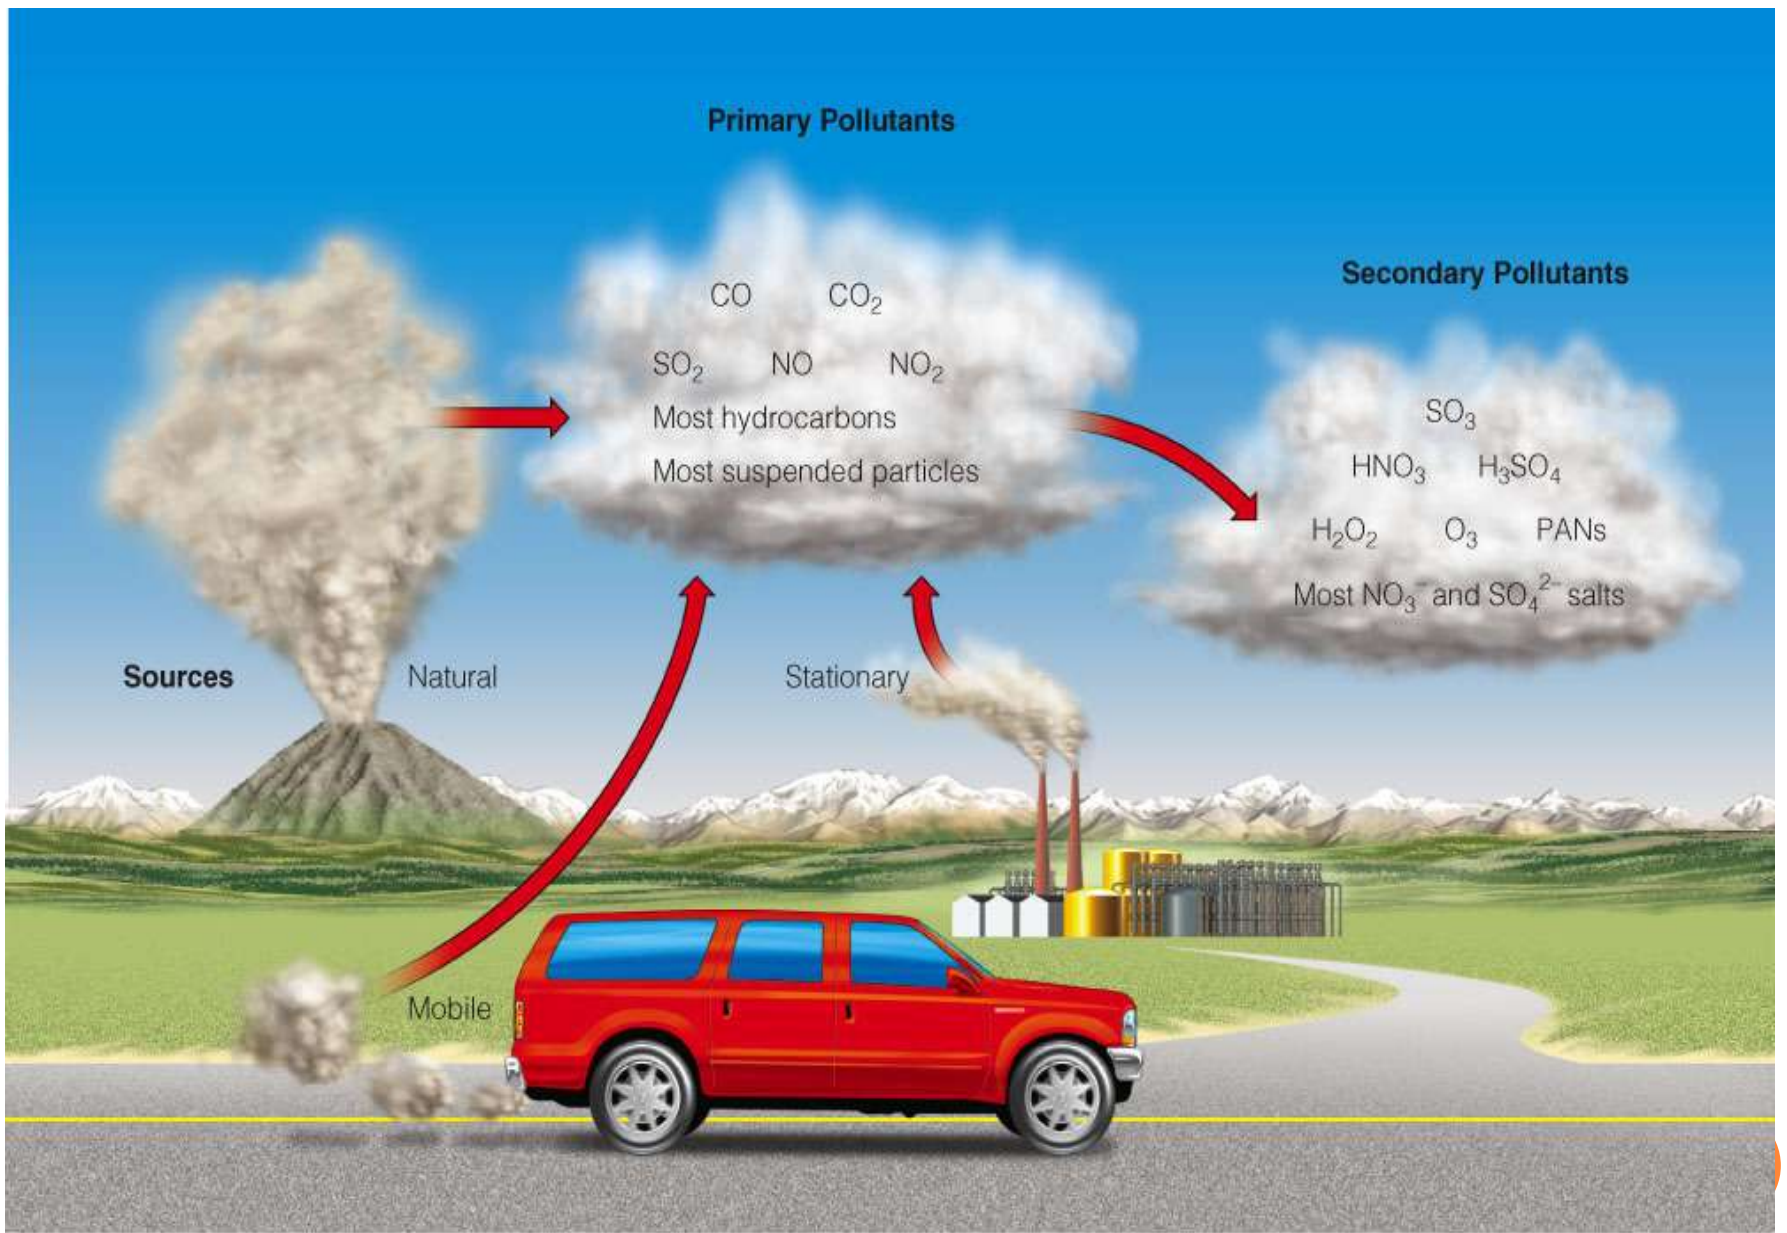 Primary Pollutants
CO CO₂
SO₂ NO NO₂
Most hydrocarbons
Most suspended particles
Secondary Pollutants
SO₃
HNO₃ H₃SO₄
H₂O₂ O₃ PANs
Most NO₃⁻ and SO₄²⁻ salts
Sources
Natural
Stationary
Mobile